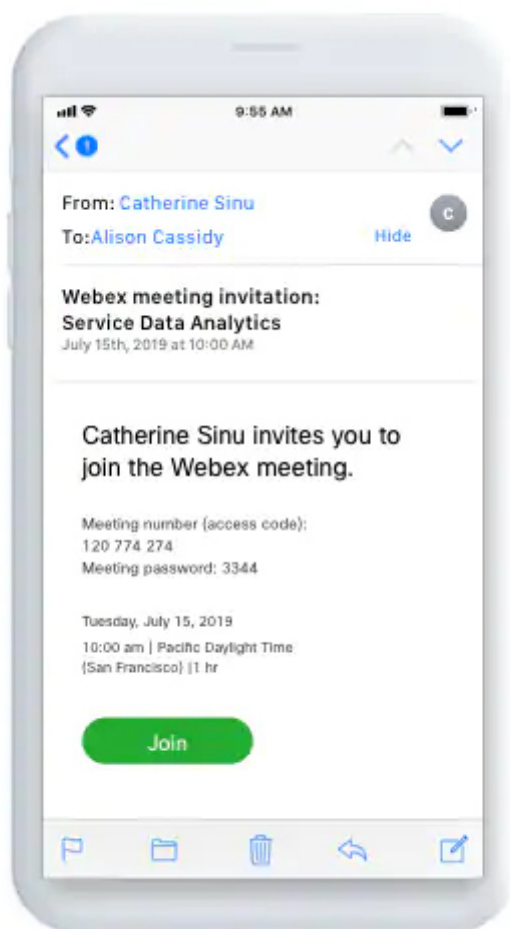 9:55 AM
1
From: Catherine Sinu
C
To:Alison Cassidy
Hide
Webex meeting invitation:
Service Data Analytics
July 15th, 2019 at 10:00 AM
Catherine Sinu invites you to
join the Webex meeting.
Meeting number (access code):
120 774 274
Meeting password: 3344
Tuesday, July 15, 2019
10:00 am | Pacific Daylight Time
(San Francisco) |1 hr
Join